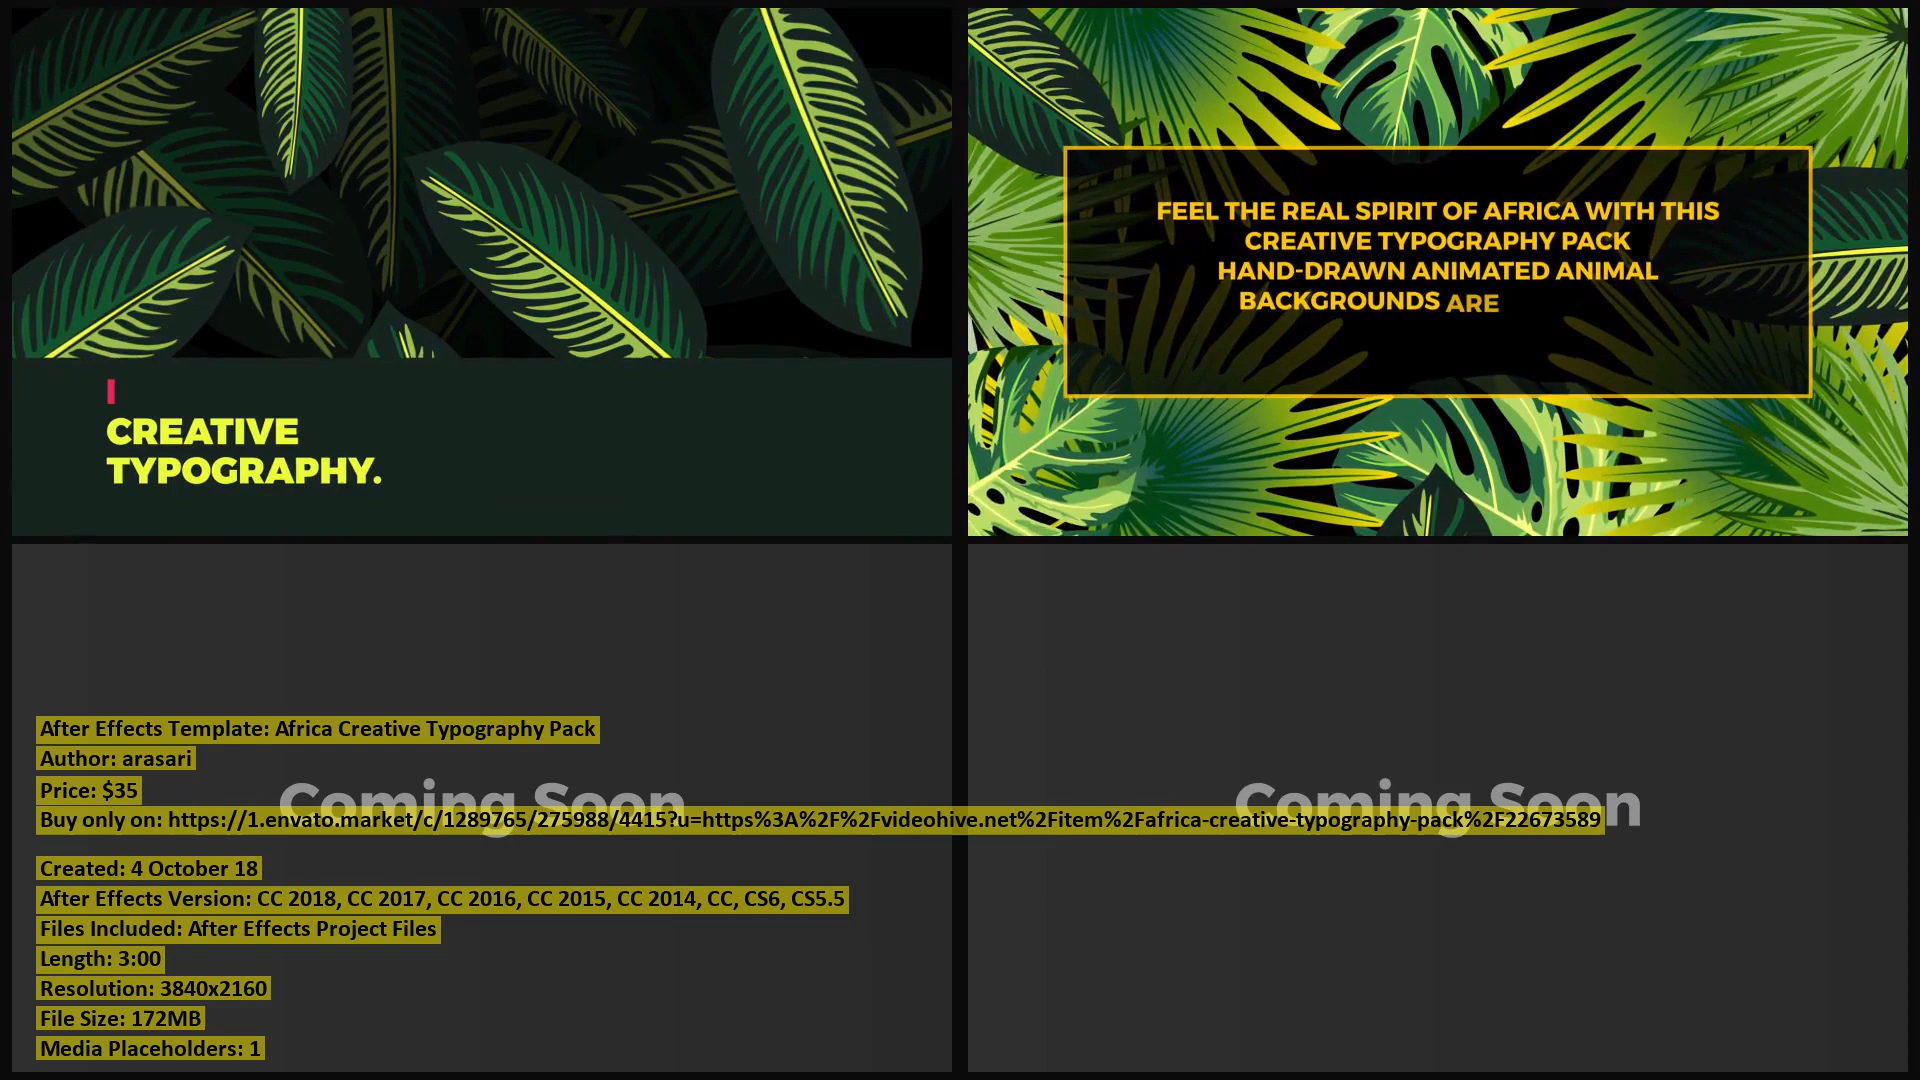 I
CREATIVE
TYPOGRAPHY.
FEEL THE REAL SPIRIT OF AFRICA WITH THIS
CREATIVE TYPOGRAPHY PACK
HAND-DRAWN ANIMATED ANIMAL
BACKGROUNDS ARE
Coming Soon
Coming Soon
After Effects Template: Africa Creative Typography Pack
Author: arasari
Price: $35
Buy only on: https://1.envato.market/c/1289765/275988/4415?u=https%3A%2F%2Fvideohive.net%2Fitem%2Fafrica-creative-typography-pack%2F22673589
Created: 4 October 18
After Effects Version: CC 2018, CC 2017, CC 2016, CC 2015, CC 2014, CC, CS6, CS5.5
Files Included: After Effects Project Files
Length: 3:00
Resolution: 3840x2160
File Size: 172MB
Media Placeholders: 1